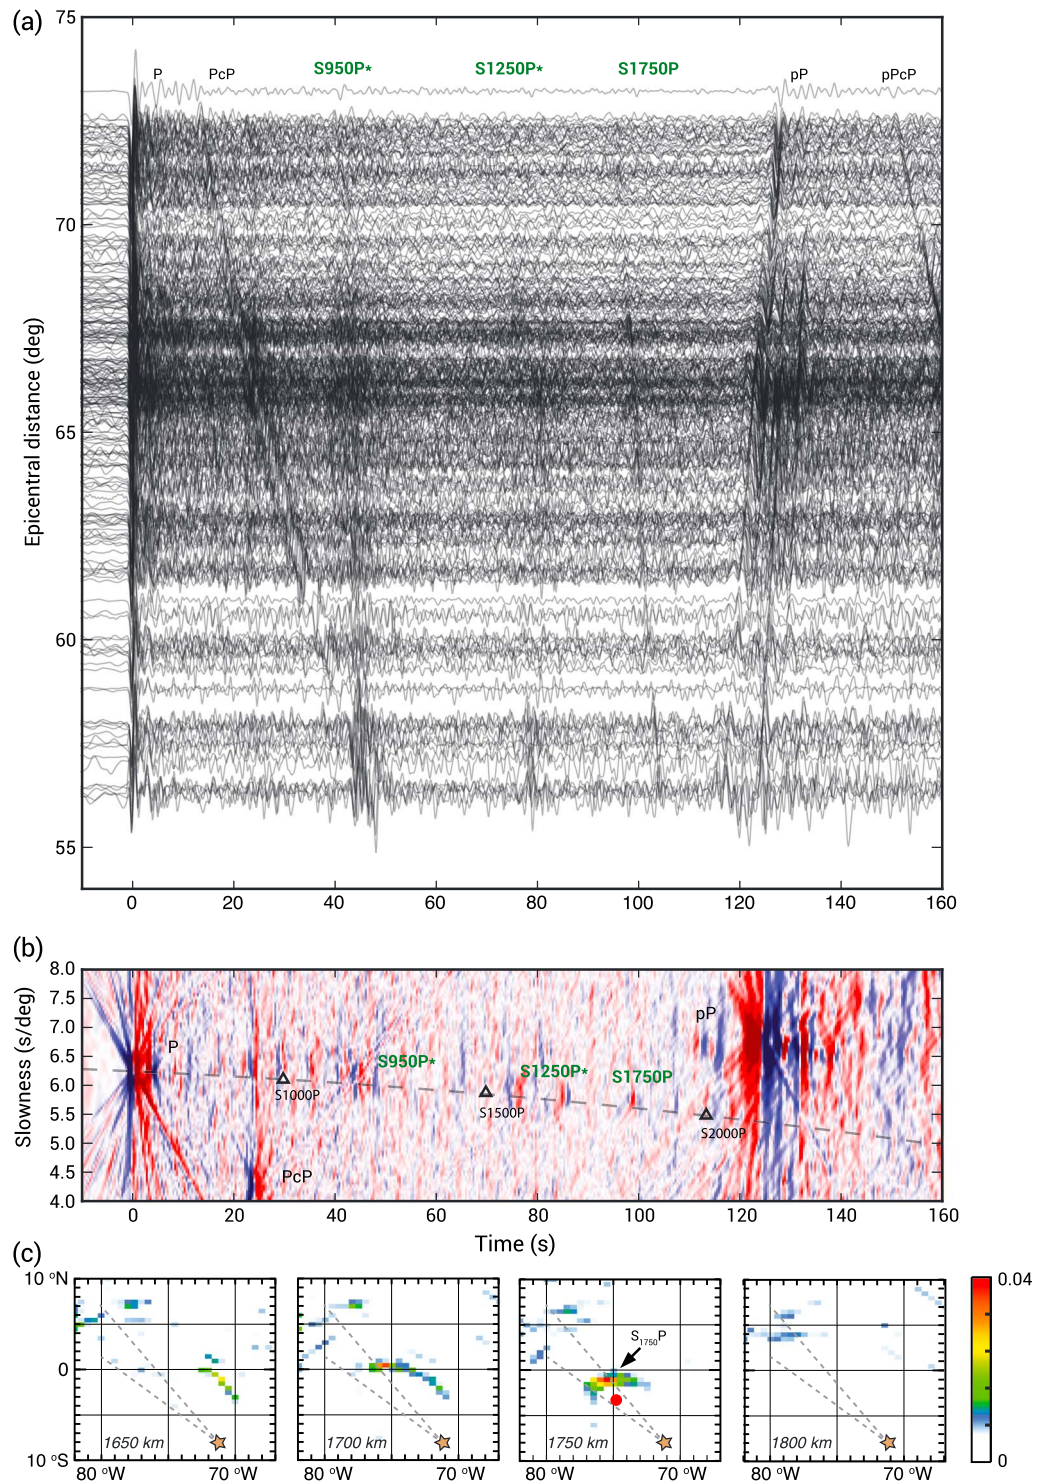 (a)
75
P PcP S950P* S1250P* S1750P pP pPcP
70
65
60
55
Epicentral distance (deg)
0 20 40 60 80 100 120 140 160
(b)
8.0
7.5
7.0
6.5
6.0
5.5
5.0
4.5
4.0
Slowness (s/deg)
pP
P
S950P*
S1250P* S1750P
S1000P
S1500P
S2000P
PcP
0 20 40 60 80 100 120 140 160
Time (s)
(c)
10 °N
0
10 °S
S1750P
1650 km 1700 km 1750 km 1800 km
80 °W 70 °W 80 °W 70 °W 80 °W 70 °W 80 °W 70 °W
0.04
0